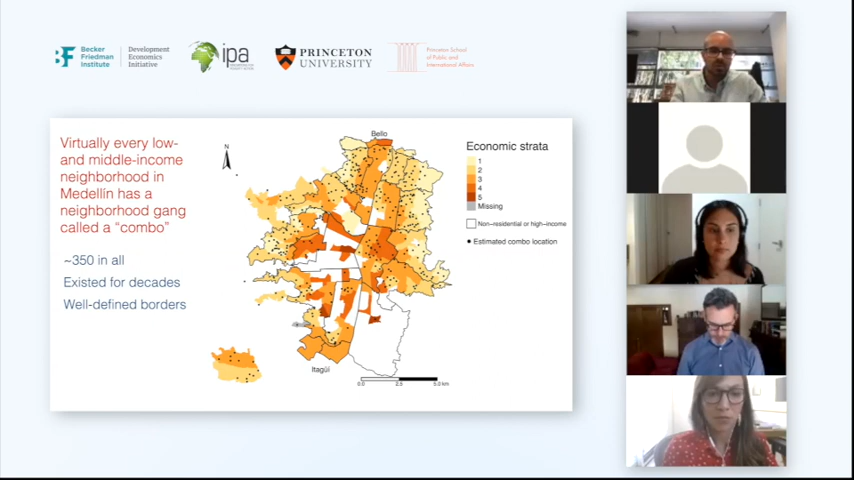 Becker
Friedman
Institute
Development
Economics
Initiative
ipa
PRINCETON
UNIVERSITY
Princeton School
of Public and
International Affairs
Virtually every low-
and middle-income
neighborhood in
Medellín has a
neighborhood gang
called a “combo”
~350 in all
Existed for decades
Well-defined borders
N
Bello
Itagüí
0.0 2.5 5.0 km
Economic strata
1
2
3
4
5
Missing
Non-residential or high-income
Estimated combo location